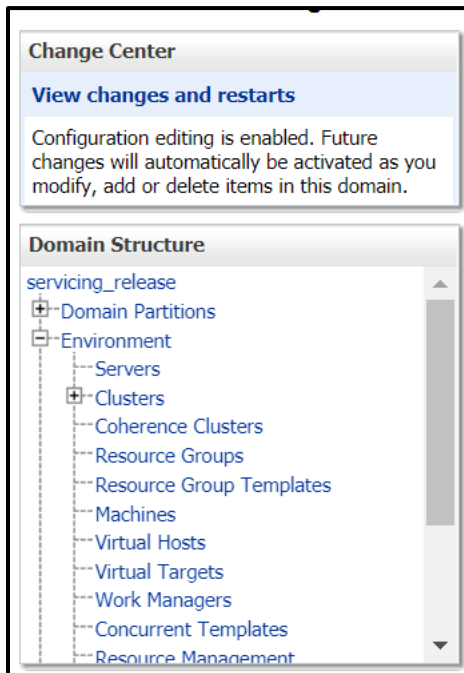 Change Center
View changes and restarts
Configuration editing is enabled. Future
changes will automatically be activated as you
modify, add or delete items in this domain.
Domain Structure
servicing_release
Domain Partitions
Environment
Servers
Clusters
Coherence Clusters
Resource Groups
Resource Group Templates
Machines
Virtual Hosts
Virtual Targets
Work Managers
Concurrent Templates
Resource Management